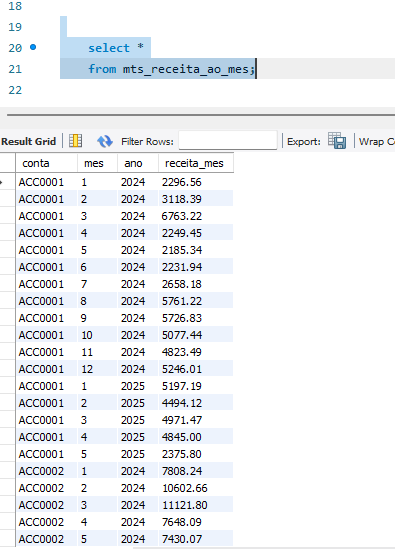 18
19
20 select *
21 from mts_receita_ao_mes;
22
Result Grid Filter Rows: Export: Wrap
conta mes ano receita_mes
ACC0001 1 2024 2296.56
ACC0001 2 2024 3118.39
ACC0001 3 2024 6763.22
ACC0001 4 2024 2249.45
ACC0001 5 2024 2185.34
ACC0001 6 2024 2231.94
ACC0001 7 2024 2658.18
ACC0001 8 2024 5761.22
ACC0001 9 2024 5726.83
ACC0001 10 2024 5077.44
ACC0001 11 2024 4823.49
ACC0001 12 2024 5246.01
ACC0001 1 2025 5197.19
ACC0001 2 2025 4494.12
ACC0001 3 2025 4971.47
ACC0001 4 2025 4845.00
ACC0001 5 2025 2375.80
ACC0002 1 2024 7808.24
ACC0002 2 2024 10602.66
ACC0002 3 2024 11121.80
ACC0002 4 2024 7648.09
ACC0002 5 2024 7430.07